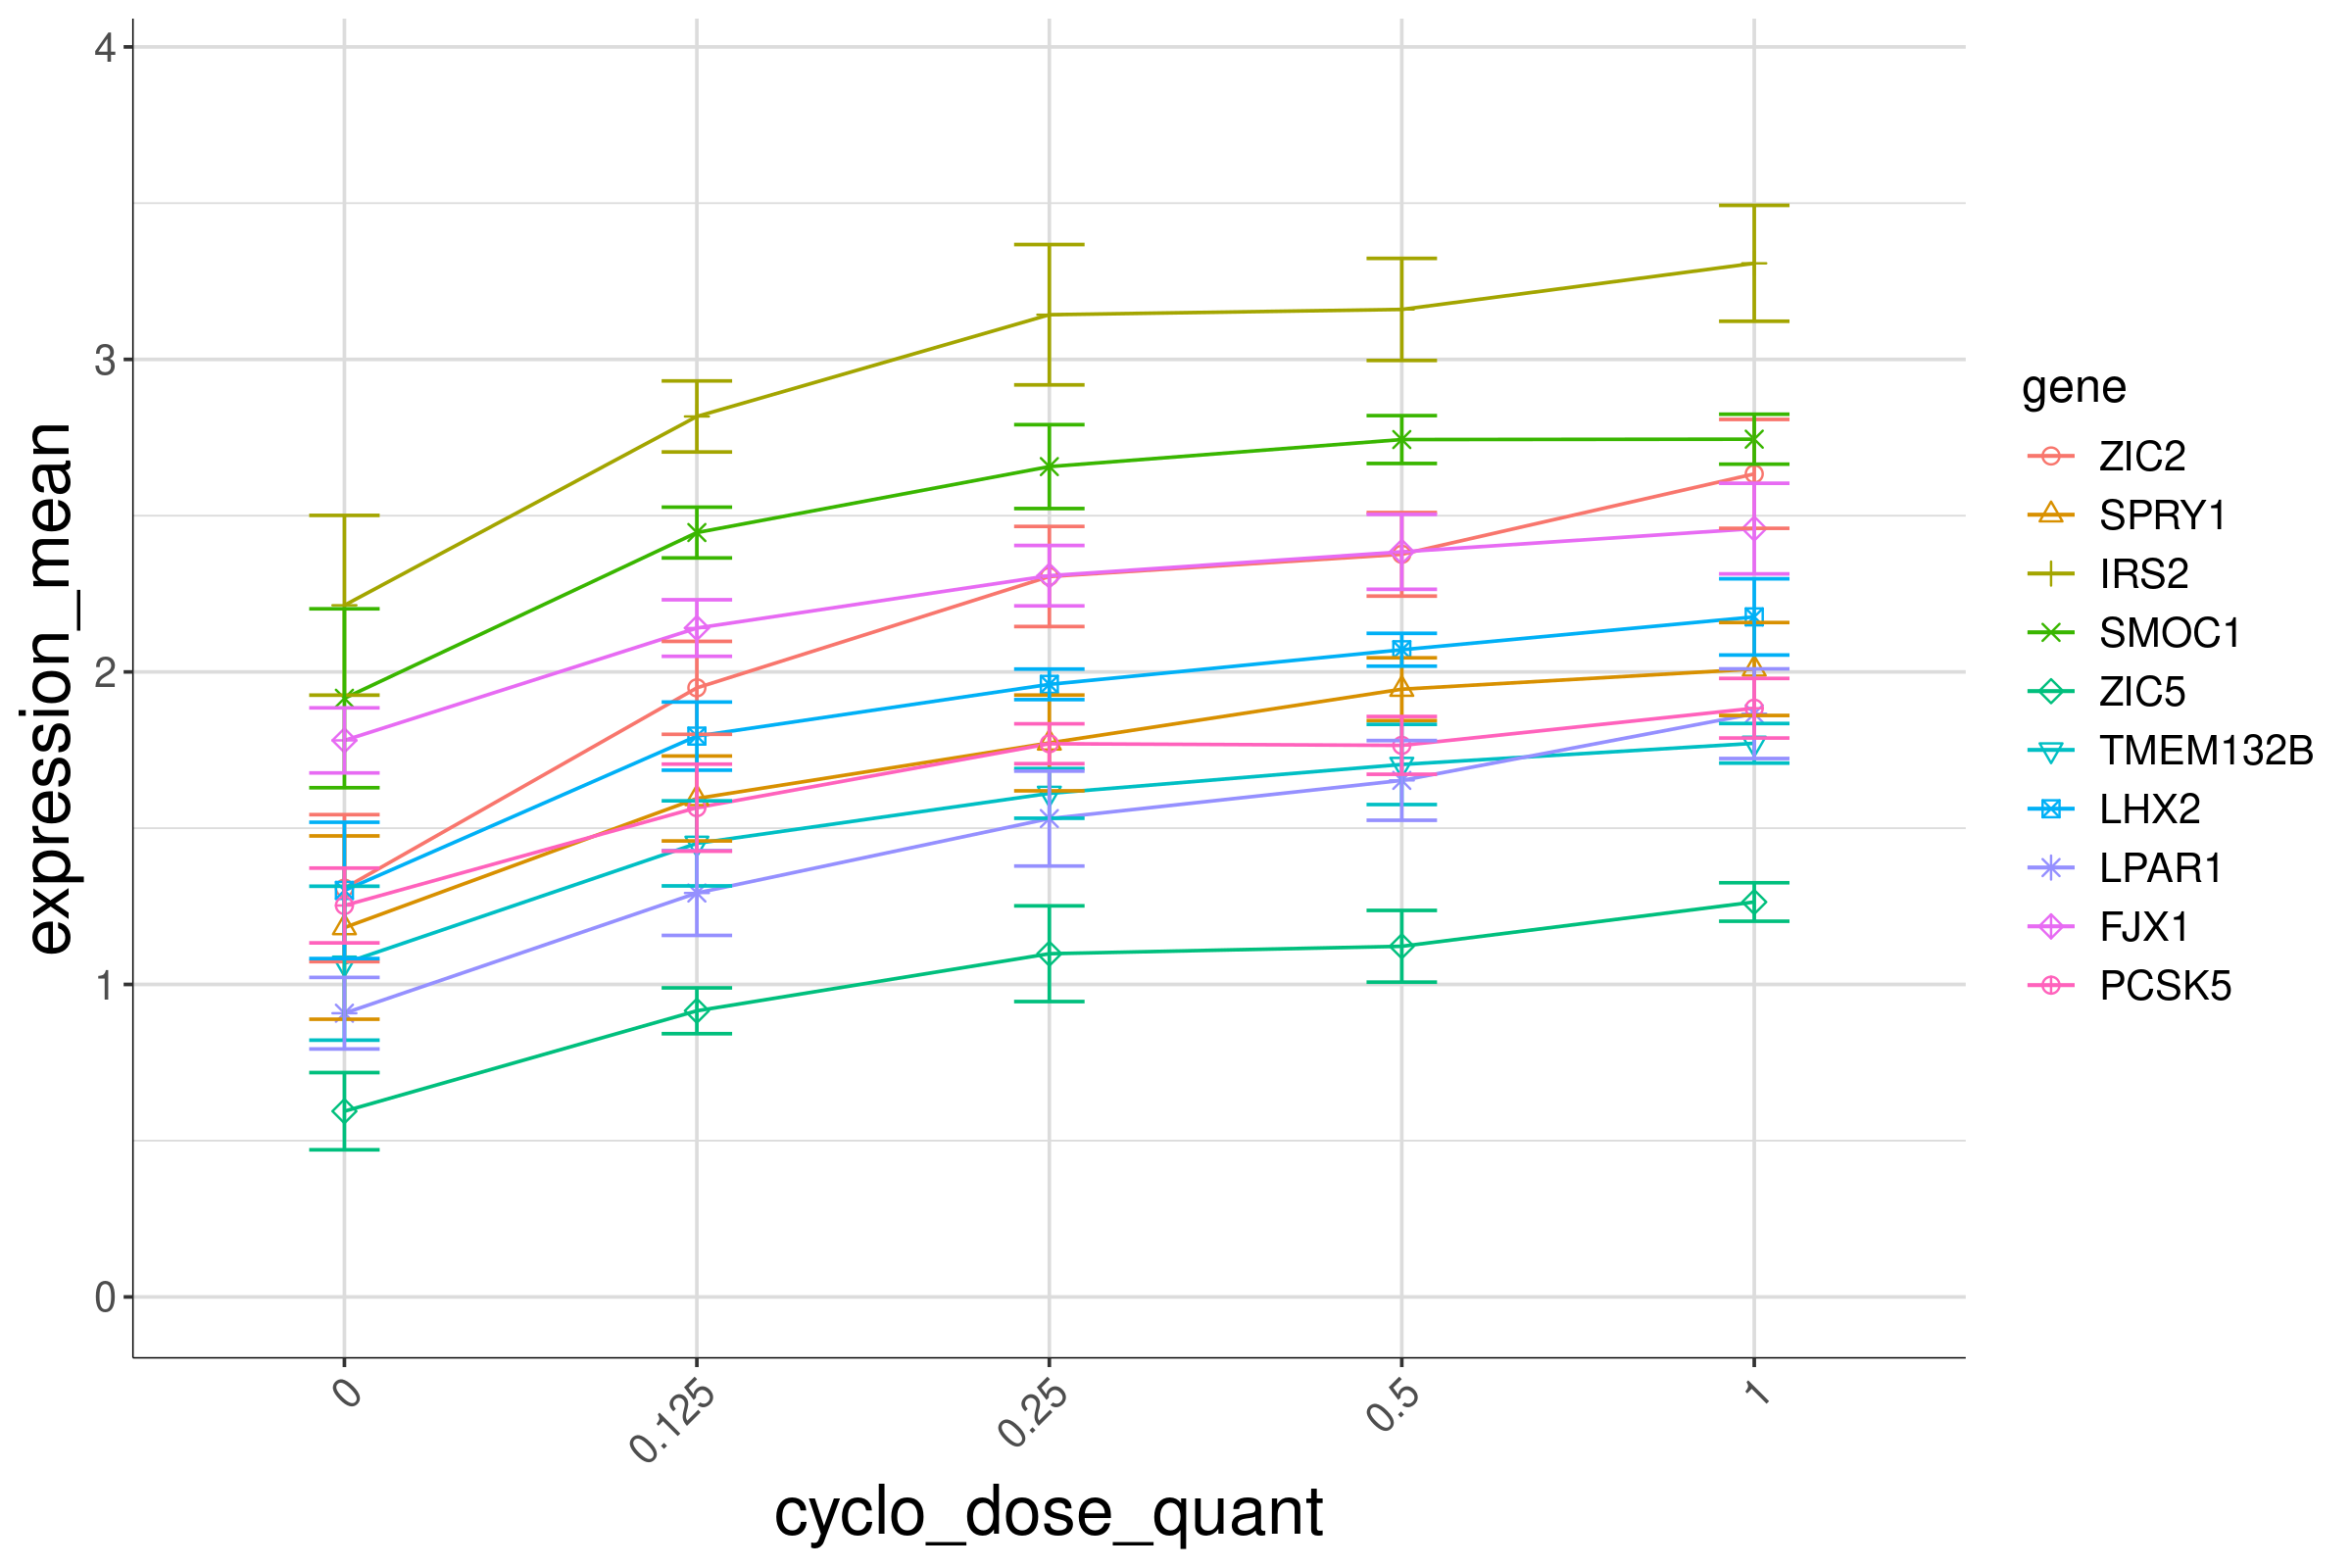 expression_mean
4
3
2
1
0
0
0.125
0.25
0.5
1
cyclo_dose_quant
gene
ZIC2
SPRY1
IRS2
SMOC1
ZIC5
TMEM132B
LHX2
LPAR1
FJX1
PCSK5